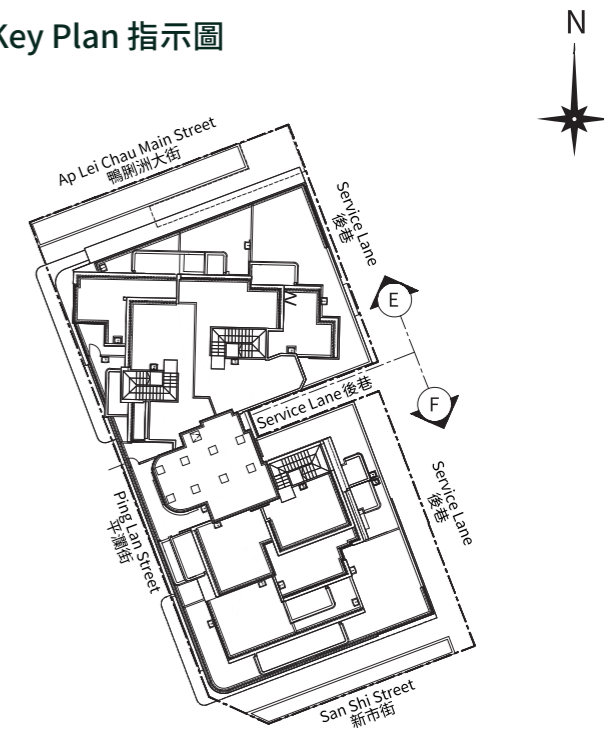 Key Plan 指示圖
N
Ap Lei Chau Main Street
鴨脷洲大街
Service Lane
後巷
E
F
Service Lane 後巷
Service Lane
後巷
Ping Lan Street
平瀾街
San Shi Street
新市街